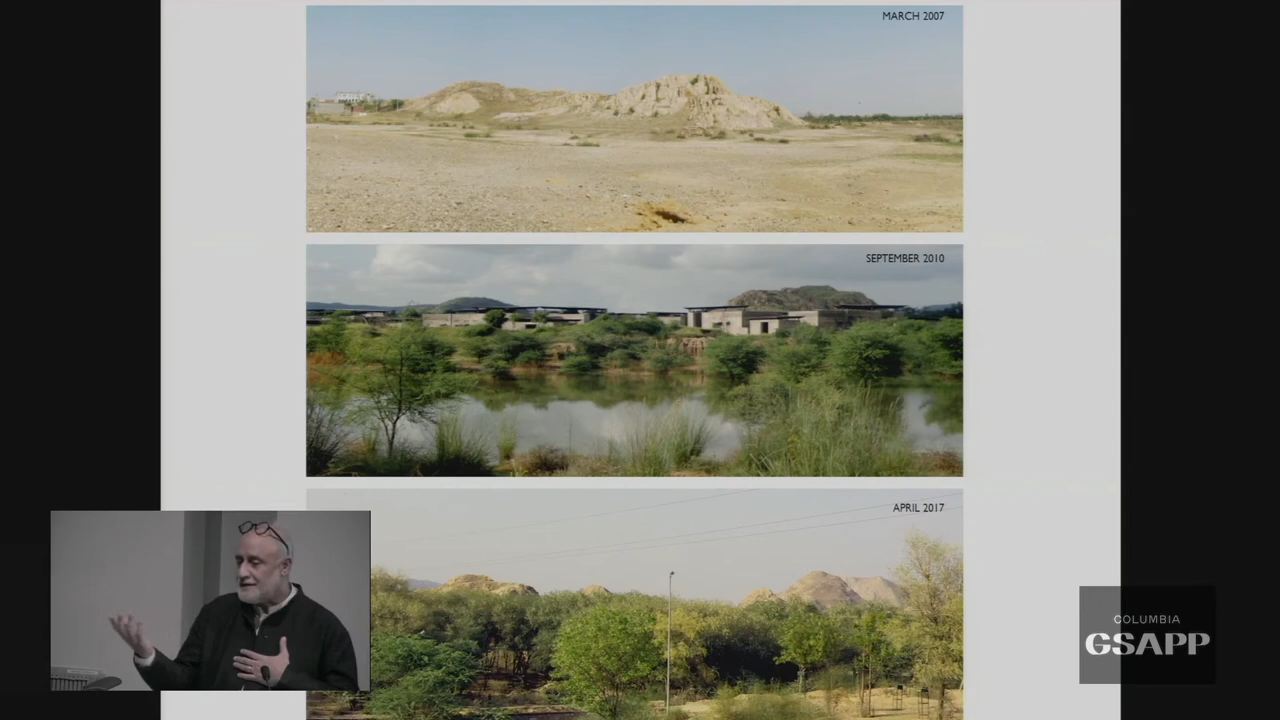 MARCH 2007
SEPTEMBER 2010
APRIL 2017
COLUMBIA
GSAPP